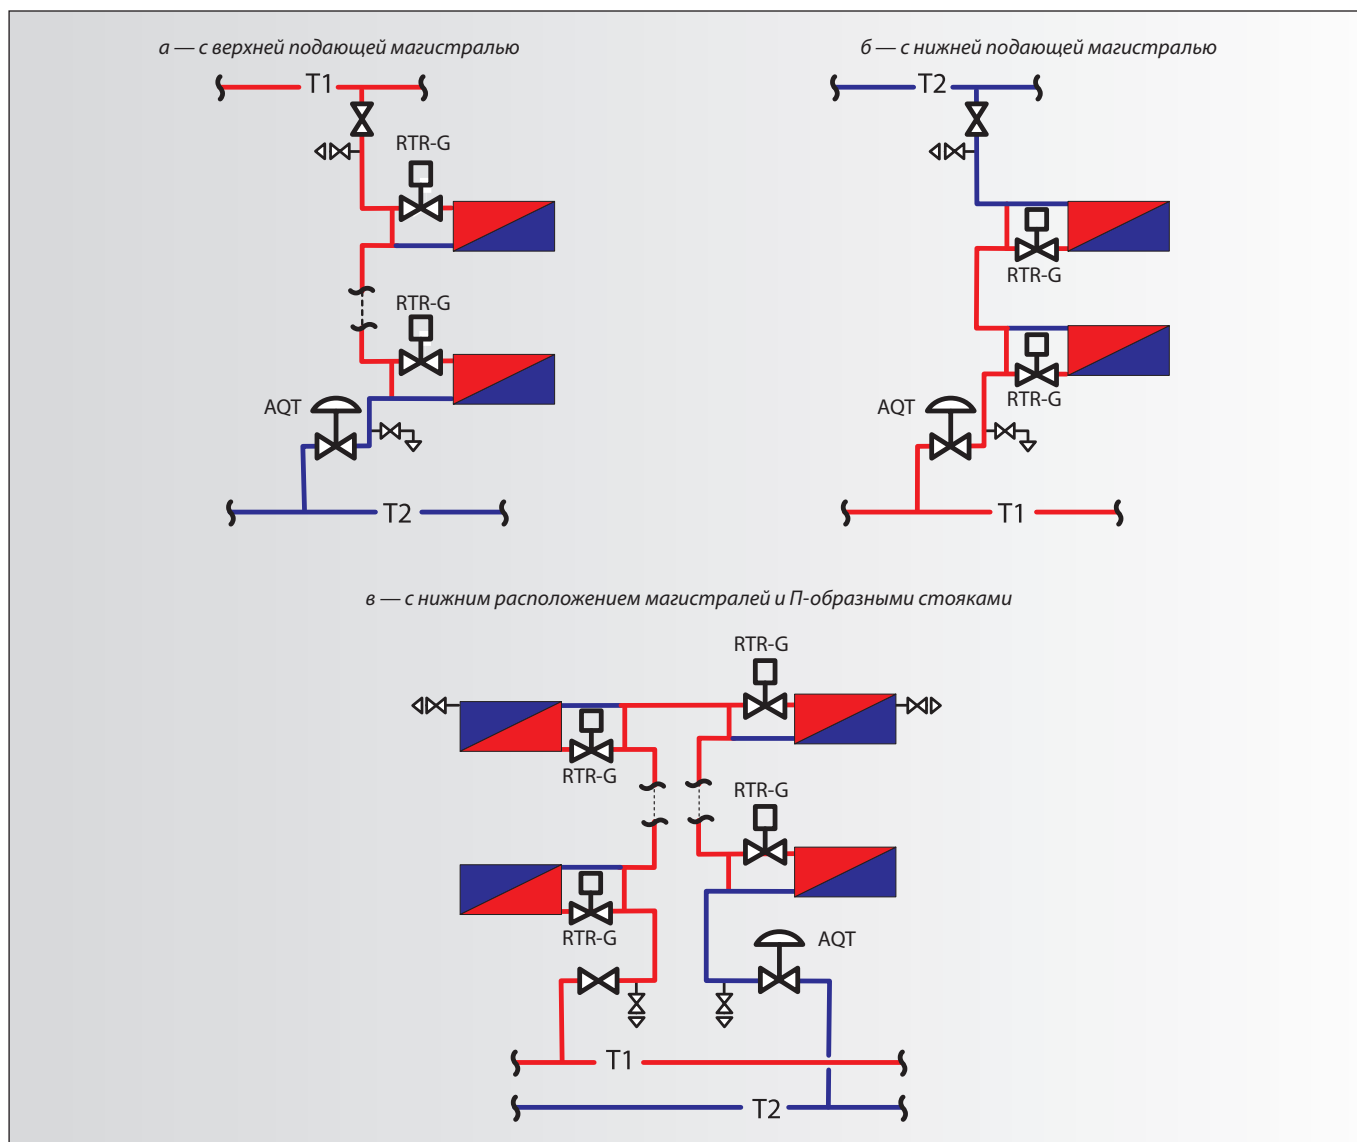 а — с верхней подающей магистралью
T1
RTR-G
RTR-G
AQT
T2
б — с нижней подающей магистралью
T2
RTR-G
RTR-G
AQT
T1
в — с нижним расположением магистралей и П-образными стояками
RTR-G
RTR-G
RTR-G
RTR-G
AQT
T1
T2